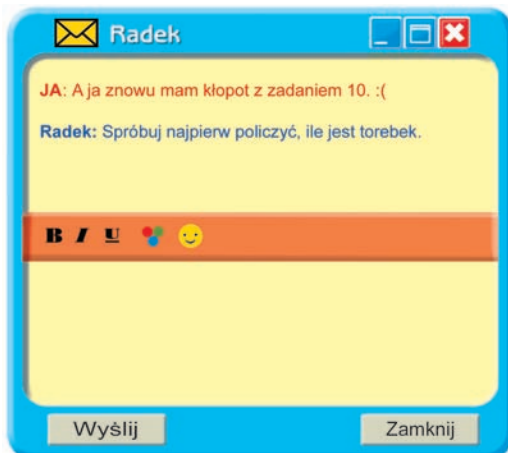 Radek
JA: A ja znowu mam kłopot z zadaniem 10. :(
Radek: Spróbuj najpierw policzyć, ile jest torebek.
B I U
Wyślij
Zamknij